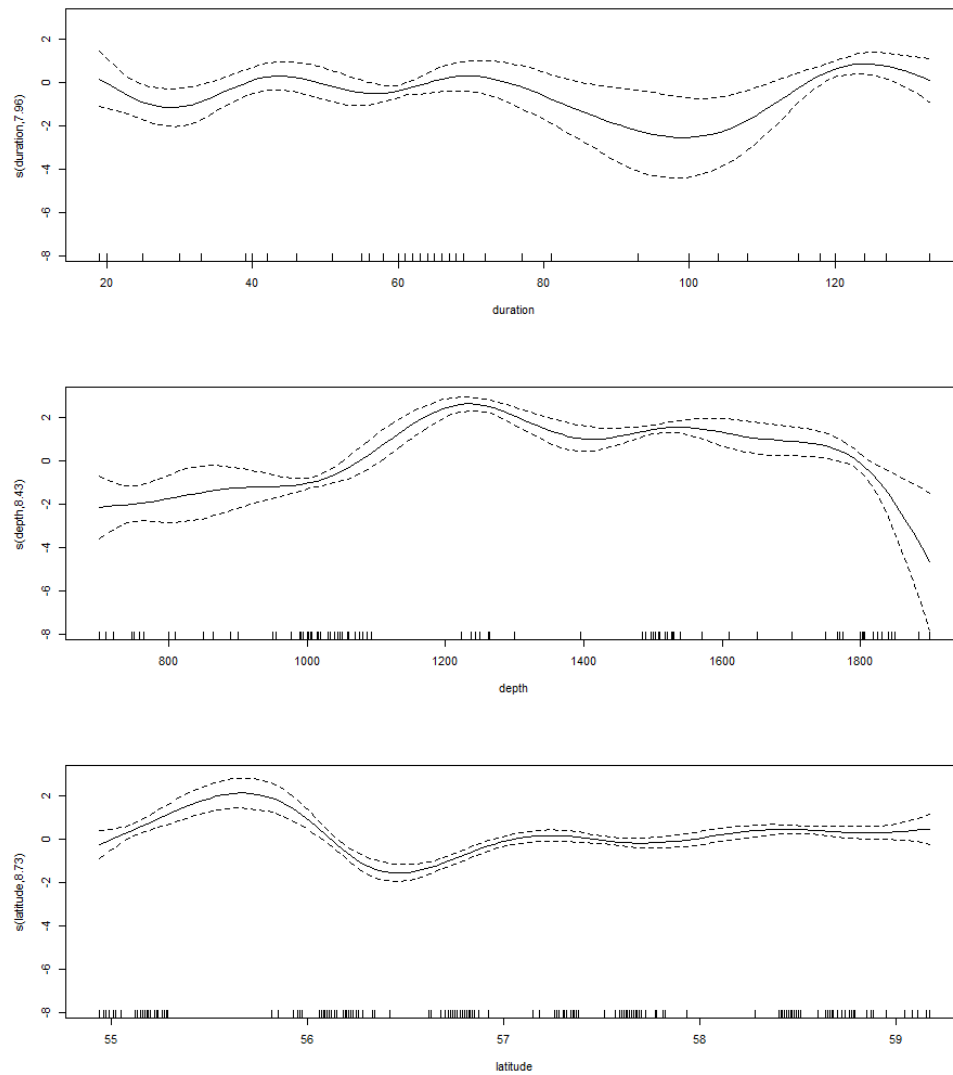 s(duration,7.96)
2
0
-2
-4
-6
-8
20 40 60 80 100 120
duration
s(depth,8.43)
2
0
-2
-4
-6
-8
800 1000 1200 1400 1600 1800
depth
s(latitude,8.73)
2
0
-2
-4
-6
-8
55 56 57 58 59
latitude